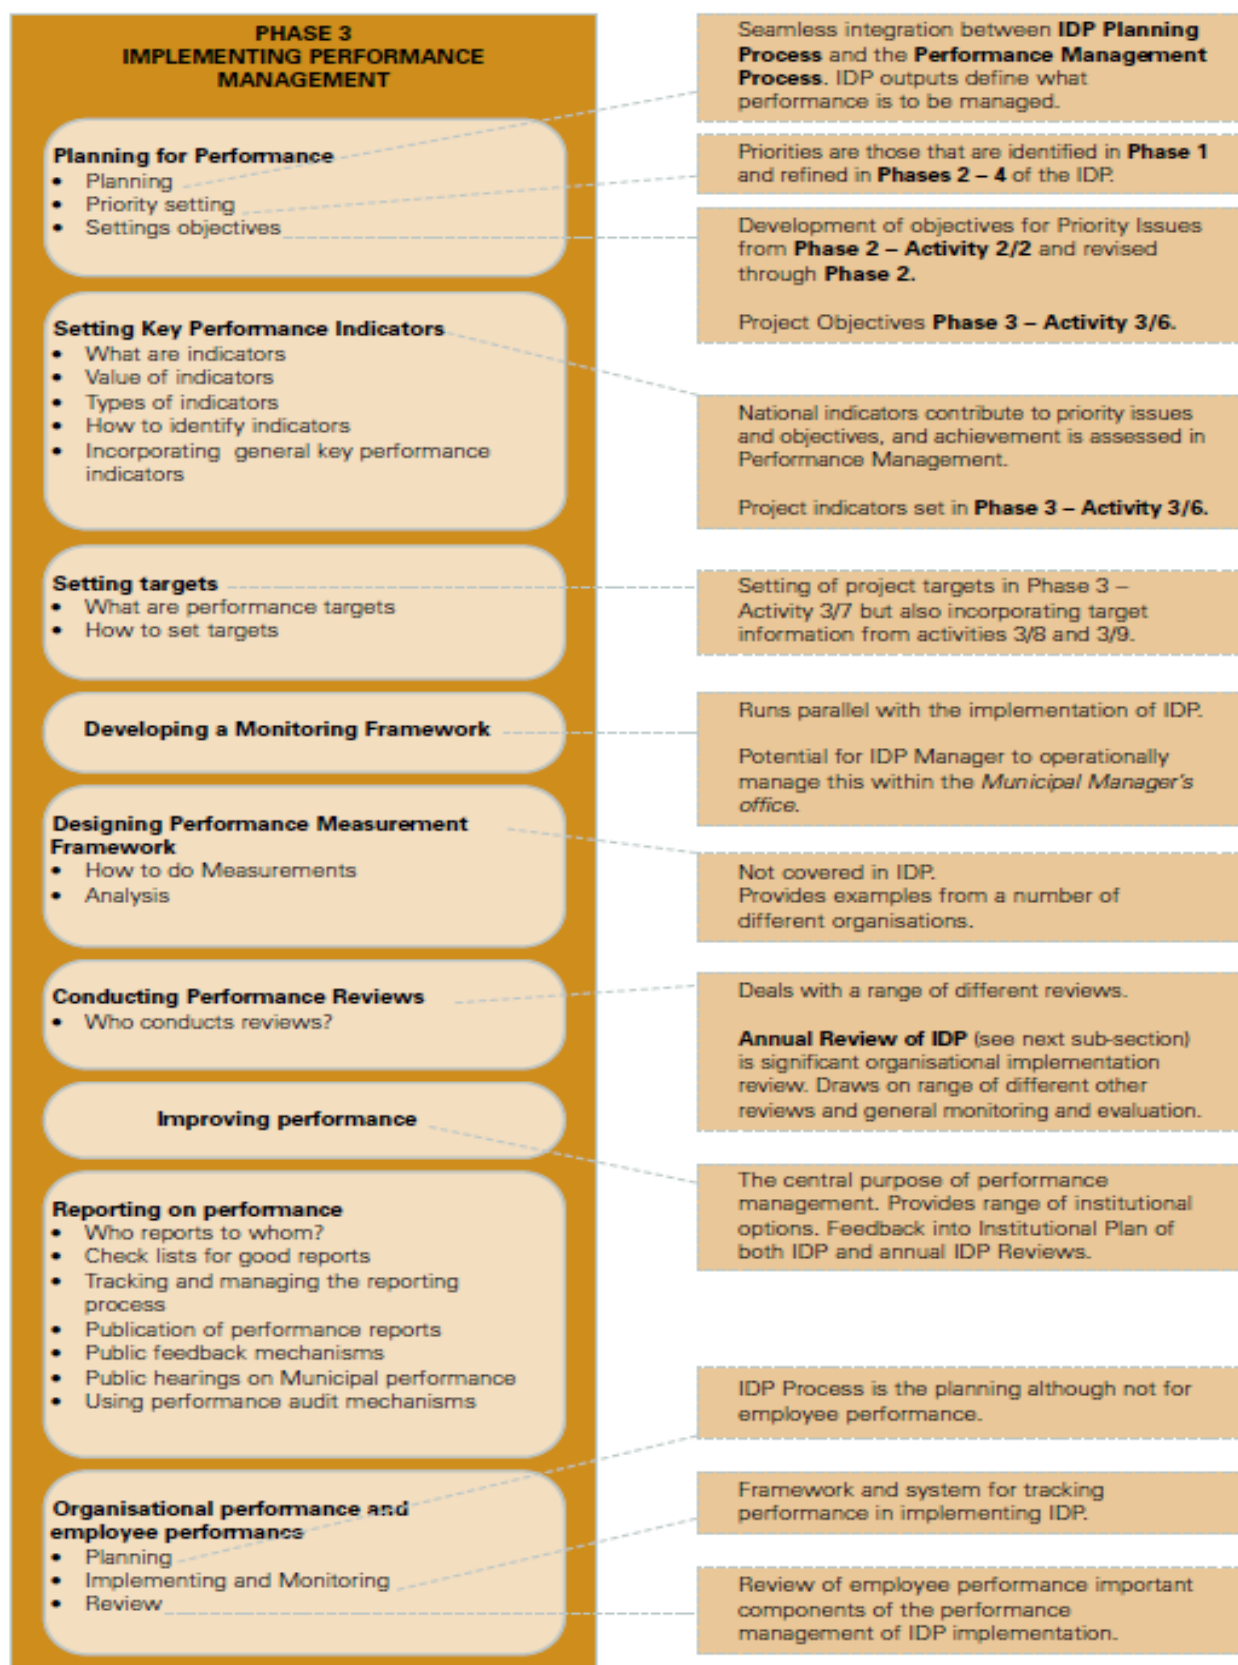 PHASE 3
IMPLEMENTING PERFORMANCE
MANAGEMENT
Planning for Performance
• Planning
• Priority setting
• Settings objectives
Setting Key Performance Indicators
• What are indicators
• Value of indicators
• Types of indicators
• How to identify indicators
• Incorporating general key performance
indicators
Setting targets
• What are performance targets
• How to set targets
Developing a Monitoring Framework
Designing Performance Measurement
Framework
• How to do Measurements
• Analysis
Conducting Performance Reviews
• Who conducts reviews?
Improving performance
Reporting on performance
• Who reports to whom?
• Check lists for good reports
• Tracking and managing the reporting
process
• Publication of performance reports
• Public feedback mechanisms
• Public hearings on Municipal performance
• Using performance audit mechanisms
Organisational performance and
employee performance
• Planning
• Implementing and Monitoring
• Review
Seamless integration between IDP Planning
Process and the Performance Management
Process. IDP outputs define what
performance is to be managed.
Priorities are those that are identified in Phase 1
and refined in Phases 2 – 4 of the IDP.
Development of objectives for Priority Issues
from Phase 2 – Activity 2/2 and revised
through Phase 2.
Project Objectives Phase 3 – Activity 3/6.
National indicators contribute to priority issues
and objectives, and achievement is assessed in
Performance Management.
Project indicators set in Phase 3 – Activity 3/6.
Setting of project targets in Phase 3 –
Activity 3/7 but also incorporating target
information from activities 3/8 and 3/9.
Runs parallel with the implementation of IDP.
Potential for IDP Manager to operationally
manage this within the Municipal Manager's
office.
Not covered in IDP.
Provides examples from a number of
different organisations.
Deals with a range of different reviews.
Annual Review of IDP (see next sub-section)
is significant organisational implementation
review. Draws on range of different other
reviews and general monitoring and evaluation.
The central purpose of performance
management. Provides range of institutional
options. Feedback into Institutional Plan of
both IDP and annual IDP Reviews.
IDP Process is the planning although not for
employee performance.
Framework and system for tracking
performance in implementing IDP.
Review of employee performance important
components of the performance
management of IDP implementation.